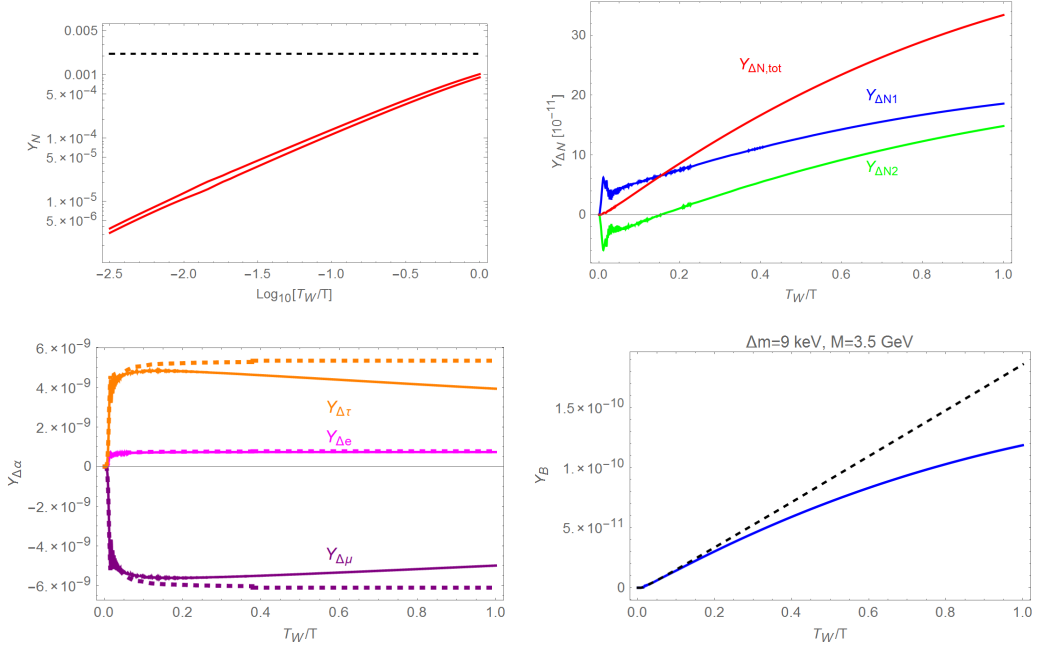 0.005
0.001
5.×10⁻⁴
1.×10⁻⁴
5.×10⁻⁵
1.×10⁻⁵
5.×10⁻⁶
Y_N
−2.5 −2.0 −1.5 −1.0 −0.5 0.0
Log₁₀[T_W/T]
30
20
10
0
Y_ΔN [10⁻¹¹]
Y_ΔN,tot
Y_ΔN1
Y_ΔN2
0.0 0.2 0.4 0.6 0.8 1.0
T_W/T
6.×10⁻⁹
4.×10⁻⁹
2.×10⁻⁹
0
−2.×10⁻⁹
−4.×10⁻⁹
−6.×10⁻⁹
Y_Δα
Y_Δτ
Y_Δe
Y_Δμ
0.0 0.2 0.4 0.6 0.8 1.0
T_W/T
Δm=9 keV, M=3.5 GeV
1.5×10⁻¹⁰
1.×10⁻¹⁰
5.×10⁻¹¹
0
Y_B
0.0 0.2 0.4 0.6 0.8 1.0
T_W/T